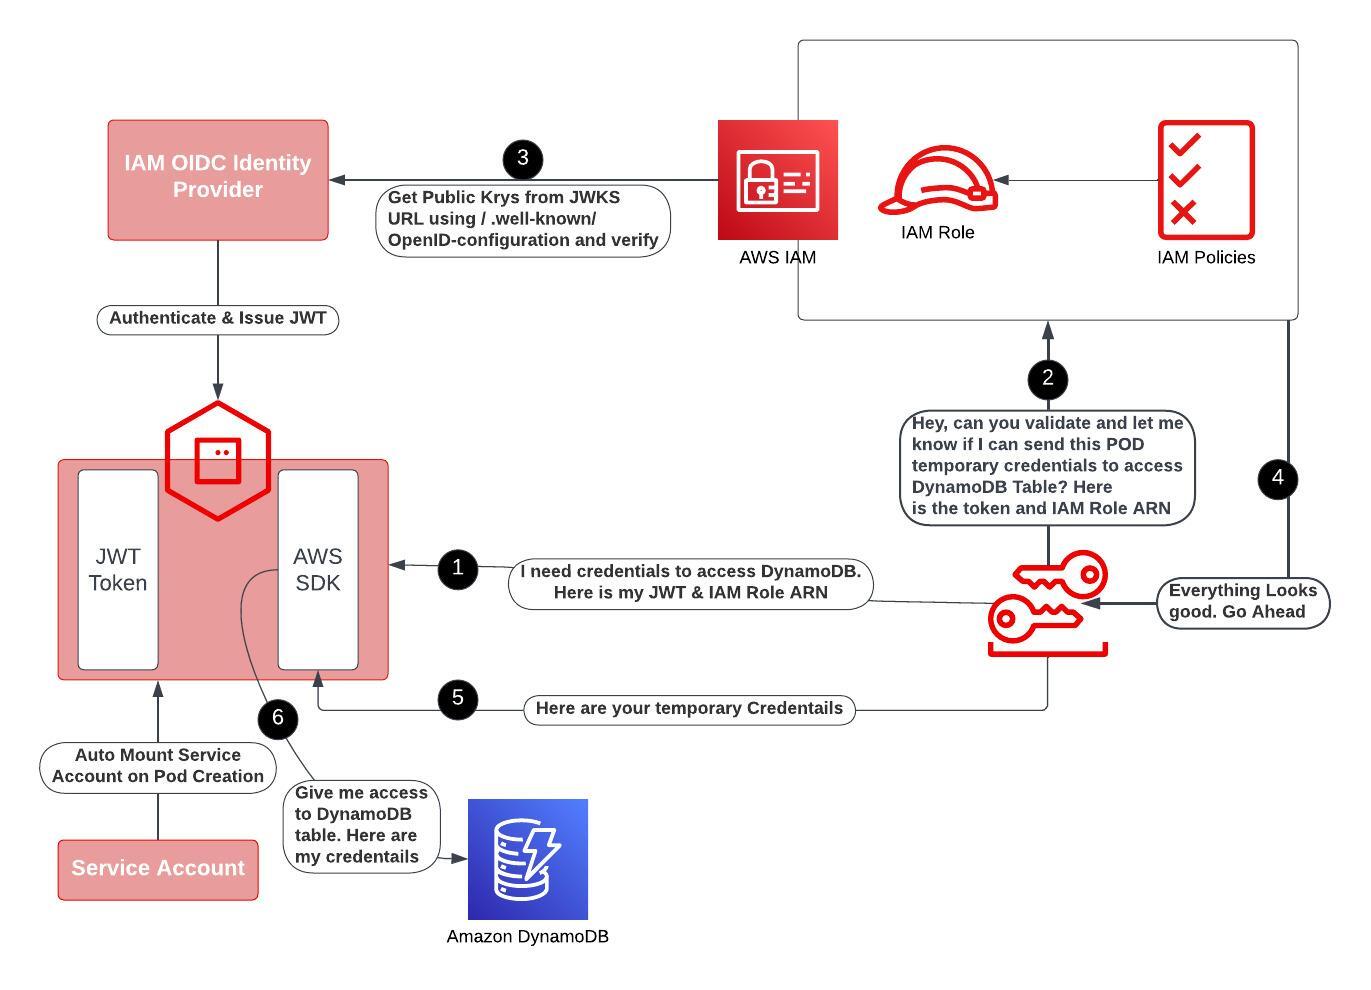 IAM OIDC Identity
Provider
3
Get Public Krys from JWKS
URL using / .well-known/
OpenID-configuration and verify
AWS IAM
IAM Role
IAM Policies
Authenticate & Issue JWT
2
Hey, can you validate and let me
know if I can send this POD
temporary credentials to access
DynamoDB Table? Here
is the token and IAM Role ARN
4
JWT
Token
AWS
SDK
1
I need credentials to access DynamoDB.
Here is my JWT & IAM Role ARN
Everything Looks
good. Go Ahead
5
Here are your temporary Credentails
6
Auto Mount Service
Account on Pod Creation
Give me access
to DynamoDB
table. Here are
my credentails
Service Account
Amazon DynamoDB